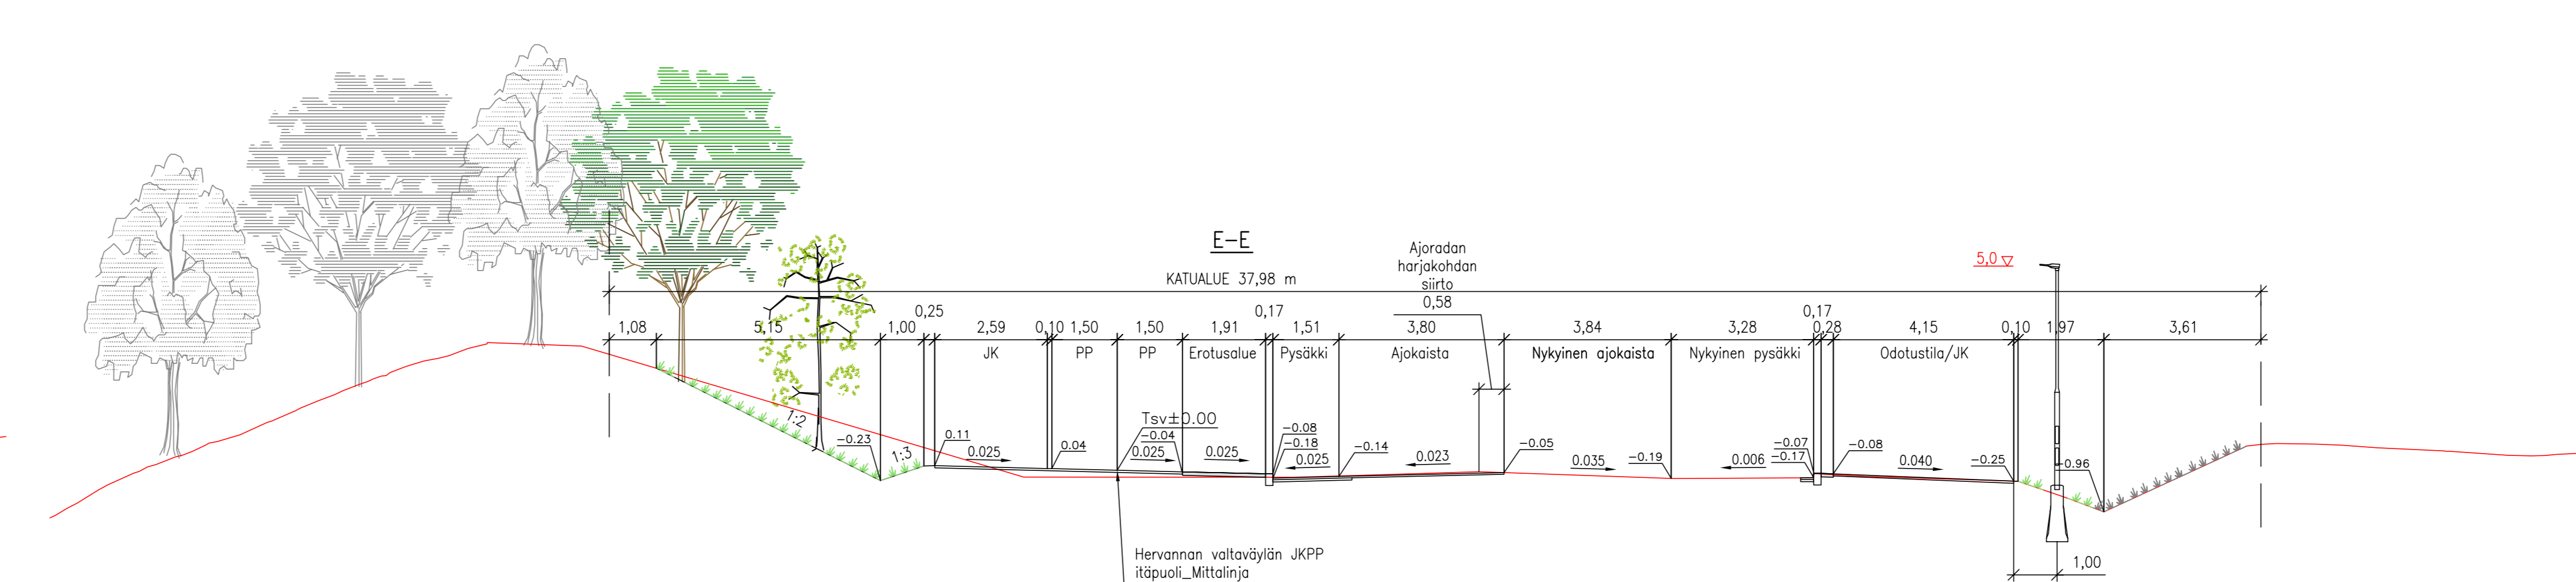 E-E
Ajoradan
harjakohdan
siirto
0,58
5,0
KATUALUE 37,98 m
0,25
0,17
0,17
1,08 5,15 1,00 2,59 0,10 1,50 1,50 1,91 1,51 3,80 3,84 3,28 0,28 4,15 0,10 1,97 3,61
JK PP PP Erotusalue Pysäkki Ajokaista Nykyinen ajokaista Nykyinen pysäkki Odotustila/JK
1:2
1:3
Tsv±0.00
-0.23 0.11 0.04 -0.04 -0.08 -0.14 -0.05 -0.19 -0.07 -0.08 -0.25 -0.96
-0.18 -0.17
0.025 0.025 0.025 0.025 0.023 0.035 0.006 0.040
Hervannan valtaväylän JKPP
itäpuoli_Mittalinja
1,00